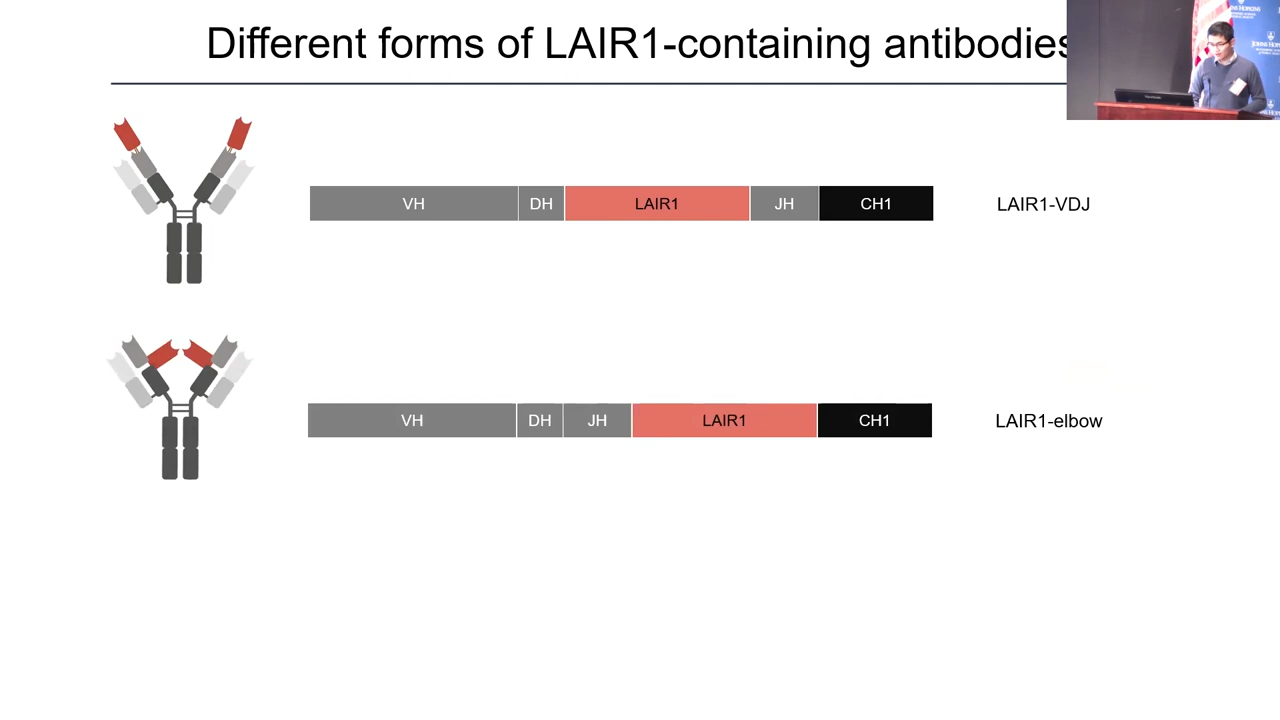 Different forms of LAIR1-containing antibodies
VH DH LAIR1 JH CH1 LAIR1-VDJ
VH DH JH LAIR1 CH1 LAIR1-elbow